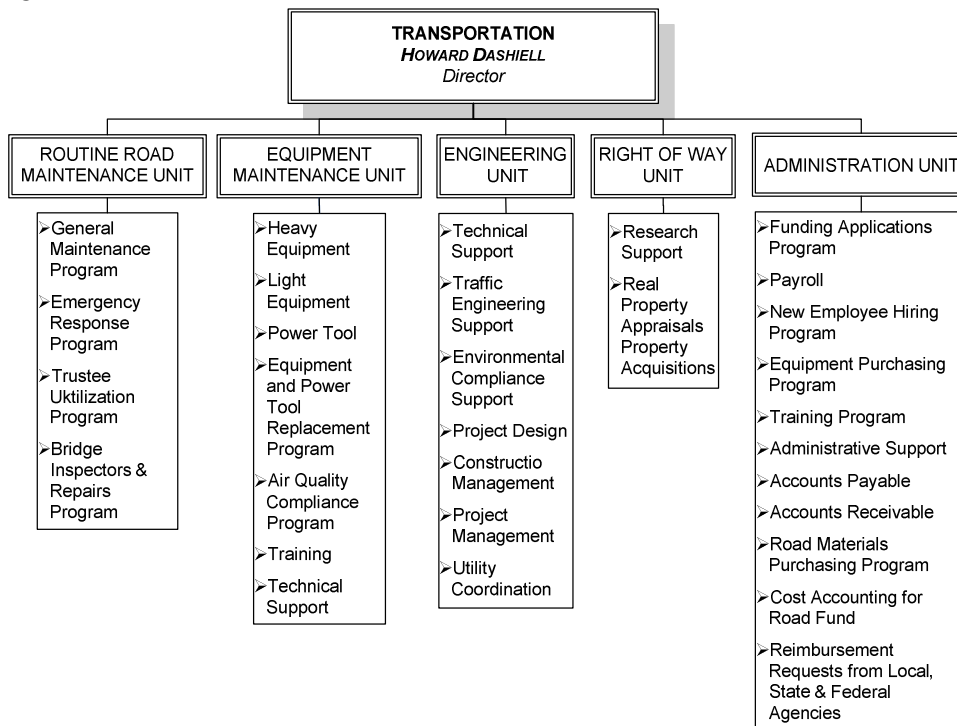 TRANSPORTATION
HOWARD DASHIELL
Director
ROUTINE ROAD
MAINTENANCE UNIT
➢General
Maintenance
Program
➢Emergency
Response
Program
➢Trustee
Uktilization
Program
➢Bridge
Inspectors &
Repairs
Program
EQUIPMENT
MAINTENANCE UNIT
➢Heavy
Equipment
➢Light
Equipment
➢Power Tool
➢Equipment
and Power
Tool
Replacement
Program
➢Air Quality
Compliance
Program
➢Training
➢Technical
Support
ENGINEERING
UNIT
➢Technical
Support
➢Traffic
Engineering
Support
➢Environmental
Compliance
Support
➢Project Design
➢Constructio
Management
➢Project
Management
➢Utility
Coordination
RIGHT OF WAY
UNIT
➢Research
Support
➢Real
Property
Appraisals
Property
Acquisitions
ADMINISTRATION UNIT
➢Funding Applications
Program
➢Payroll
➢New Employee Hiring
Program
➢Equipment Purchasing
Program
➢Training Program
➢Administrative Support
➢Accounts Payable
➢Accounts Receivable
➢Road Materials
Purchasing Program
➢Cost Accounting for
Road Fund
➢Reimbursement
Requests from Local,
State & Federal
Agencies